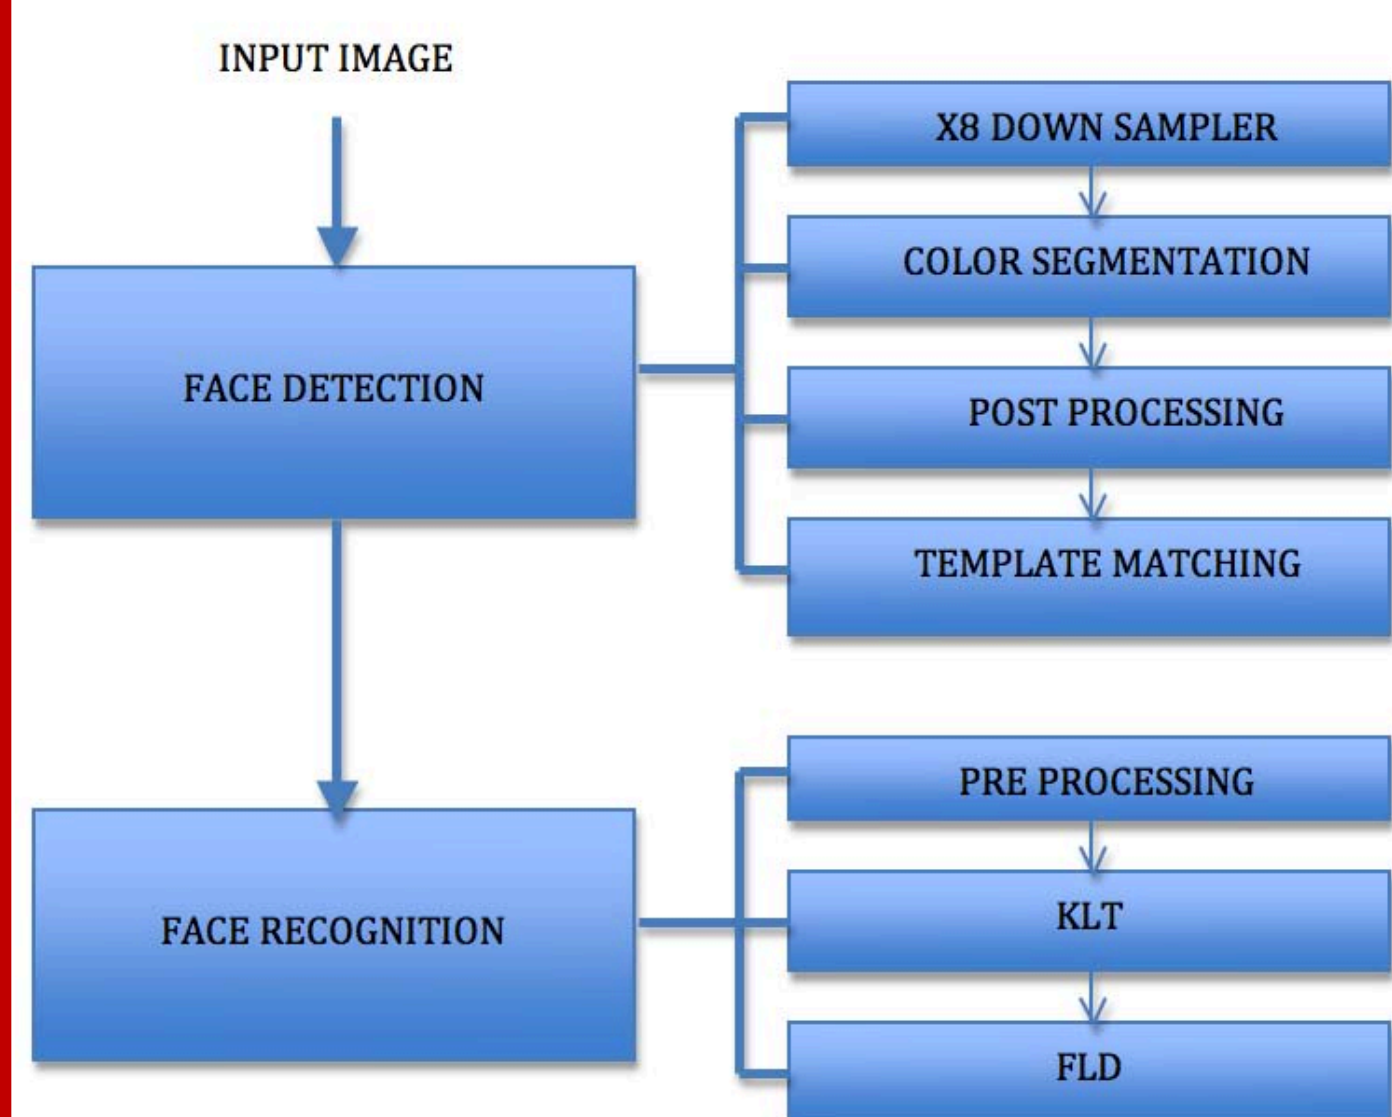 INPUT IMAGE
FACE DETECTION
X8 DOWN SAMPLER
COLOR SEGMENTATION
POST PROCESSING
TEMPLATE MATCHING
FACE RECOGNITION
PRE PROCESSING
KLT
FLD